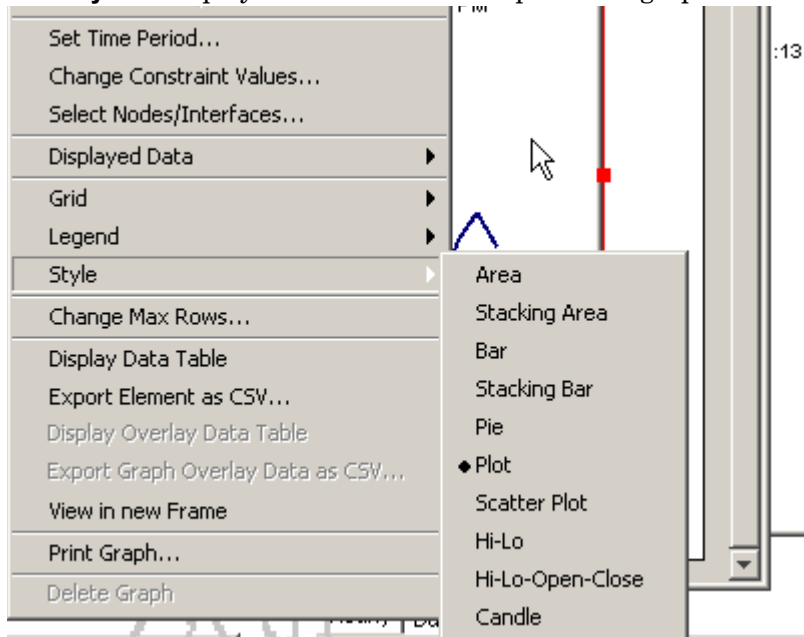 :13
Set Time Period...
Change Constraint Values...
Select Nodes/Interfaces...
Displayed Data
Grid
Legend
Style
Change Max Rows...
Display Data Table
Export Element as CSV...
Display Overlay Data Table
Export Graph Overlay Data as CSV...
View in new Frame
Print Graph...
Delete Graph
Area
Stacking Area
Bar
Stacking Bar
Pie
Plot
Scatter Plot
Hi-Lo
Hi-Lo-Open-Close
Candle